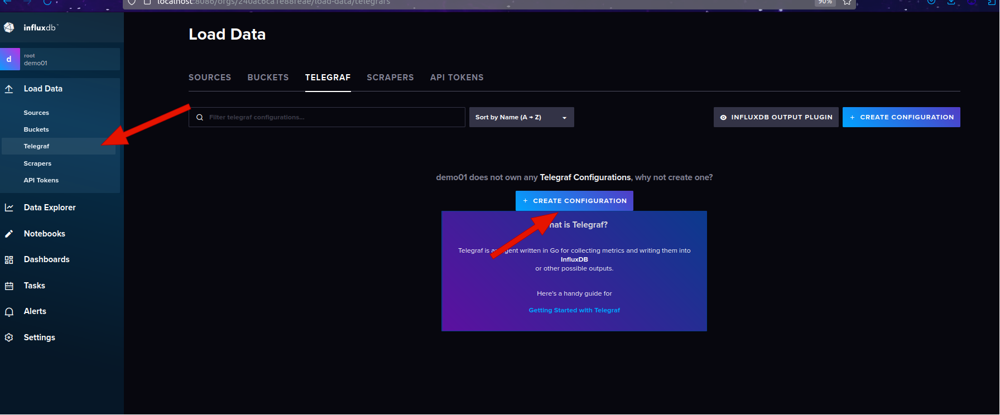 localhost:8086/orgs/240ac6ca1e88feae/load-data/telegrafs
90%
influxdb™
d
root
demo01
Load Data
Sources
Buckets
Telegraf
Scrapers
API Tokens
Data Explorer
Notebooks
Dashboards
Tasks
Alerts
Settings
Load Data
SOURCES BUCKETS TELEGRAF SCRAPERS API TOKENS
Filter telegraf configurations...
Sort by Name (A → Z)
INFLUXDB OUTPUT PLUGIN
+ CREATE CONFIGURATION
demo01 does not own any Telegraf Configurations, why not create one?
+ CREATE CONFIGURATION
hat is Telegraf?
Telegraf is a gent written in Go for collecting metrics and writing them into
InfluxDB
or other possible outputs.
Here's a handy guide for
Getting Started with Telegraf